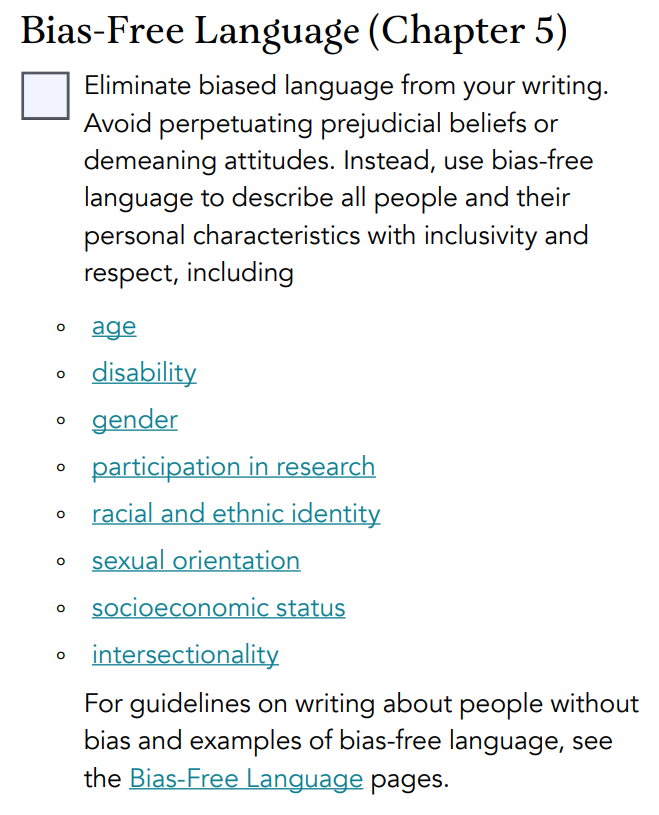 Bias-Free Language (Chapter 5)
Eliminate biased language from your writing.
Avoid perpetuating prejudicial beliefs or
demeaning attitudes. Instead, use bias-free
language to describe all people and their
personal characteristics with inclusivity and
respect, including
age
disability
gender
participation in research
racial and ethnic identity
sexual orientation
socioeconomic status
intersectionality
For guidelines on writing about people without
bias and examples of bias-free language, see
the Bias-Free Language pages.